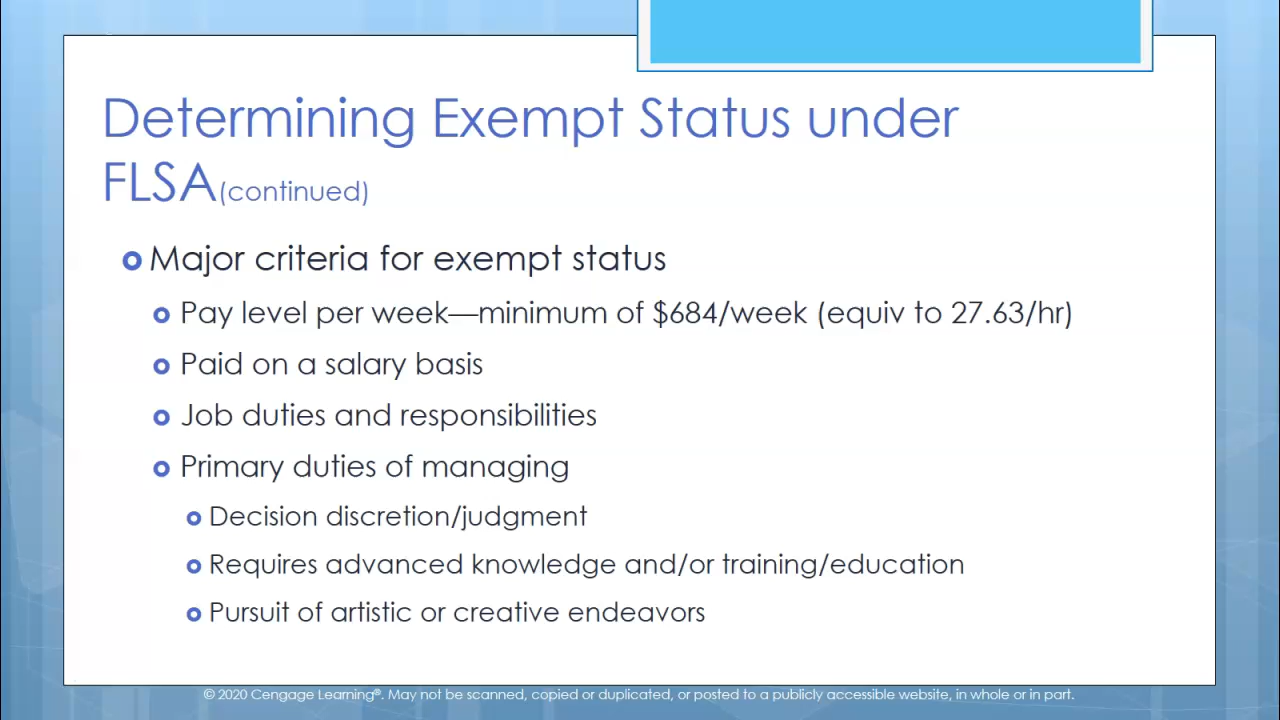 Determining Exempt Status under
FLSA(continued)
Major criteria for exempt status
Pay level per week—minimum of $684/week (equiv to 27.63/hr)
Paid on a salary basis
Job duties and responsibilities
Primary duties of managing
Decision discretion/judgment
Requires advanced knowledge and/or training/education
Pursuit of artistic or creative endeavors
© 2020 Cengage Learning®. May not be scanned, copied or duplicated, or posted to a publicly accessible website, in whole or in part.